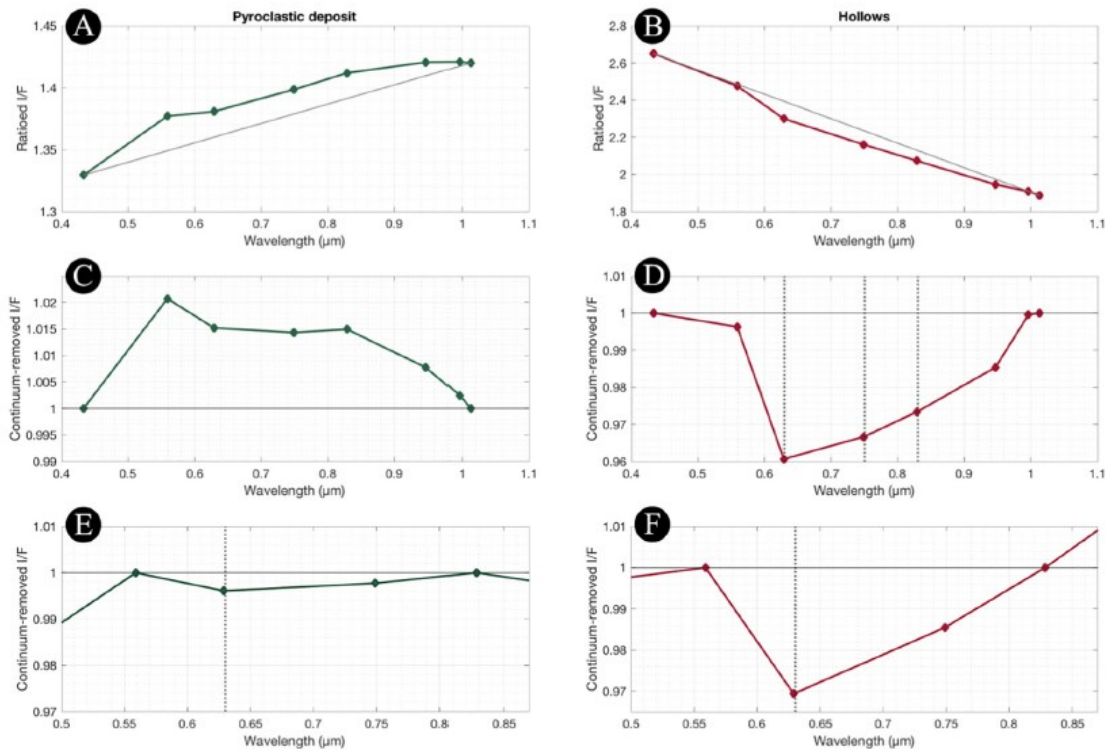 Pyroclastic deposit
A
1.45
1.4
1.35
1.3
Ratioed I/F
0.4 0.5 0.6 0.7 0.8 0.9 1 1.1
Wavelength (µm)
Hollows
B
2.8
2.6
2.4
2.2
2
1.8
Ratioed I/F
0.4 0.5 0.6 0.7 0.8 0.9 1 1.1
Wavelength (µm)
C
1.02
1.015
1.01
1.005
1
0.995
0.99
Continuum-removed I/F
0.4 0.5 0.6 0.7 0.8 0.9 1 1.1
Wavelength (µm)
D
1.01
1
0.99
0.98
0.97
0.96
Continuum-removed I/F
0.4 0.5 0.6 0.7 0.8 0.9 1 1.1
Wavelength (µm)
E
1.01
1
0.99
0.98
0.97
Continuum-removed I/F
0.5 0.55 0.6 0.65 0.7 0.75 0.8 0.85
Wavelength (µm)
F
1.01
1
0.99
0.98
0.97
Continuum-removed I/F
0.5 0.55 0.6 0.65 0.7 0.75 0.8 0.85
Wavelength (µm)